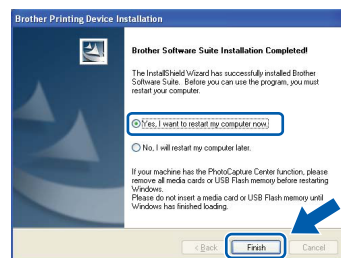 Brother Printing Device Installation
Brother Software Suite Installation Completed!
The InstallShield Wizard has successfully installed Brother
Software Suite. Before you can use the program, you must
restart your computer.
Yes, I want to restart my computer now.
No, I will restart my computer later.
If your machine has the PhotoCapture Center function, please
remove all media cards or USB Flash memory before restarting
Windows.
Please do not insert a media card or USB Flash memory until
Windows has finished loading.
< Back
Finish
Cancel